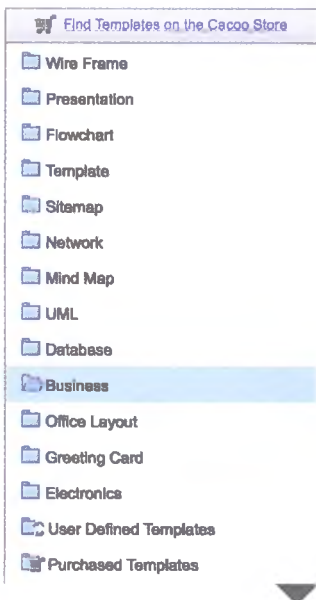 Find Templates on the Cacoo Store
Wire Frame
Presentation
Flowchart
Template
Sitemap
Network
Mind Map
UML
Database
Business
Office Layout
Greeting Card
Electronics
User Defined Templates
Purchased Templates